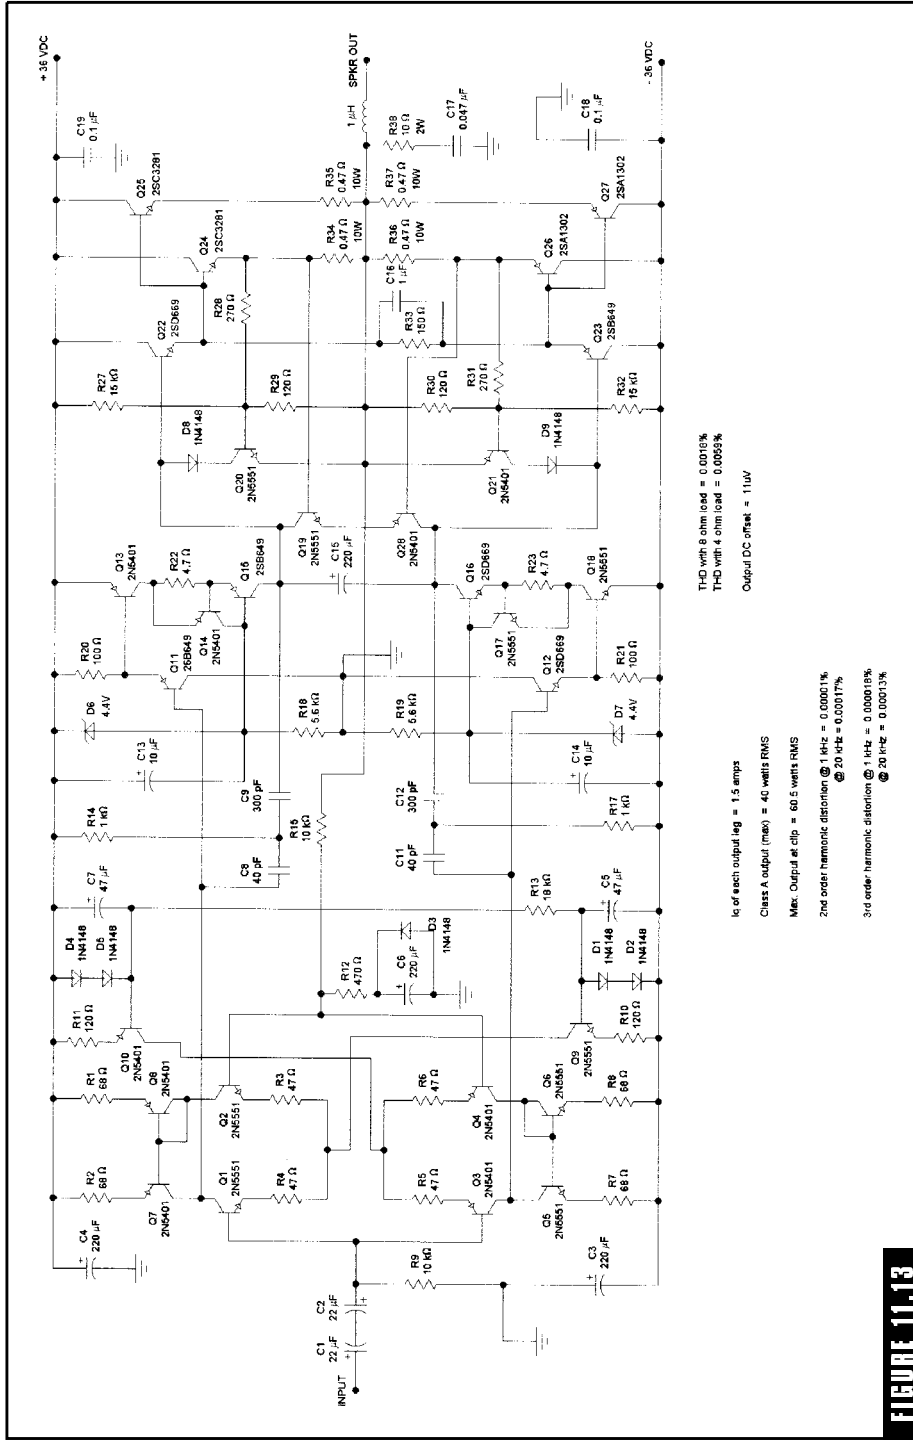 + 36 VDC
C19
0.1 µF
Q25
2SC3281
Q24
2SC3281
Q22
2SD669
R27
15 kΩ
D8
1N4148
Q20
2N5551
R28
270 Ω
R29
120 Ω
R35
0.47 Ω
10W
R34
0.47 Ω
10W
1 µH
SPKR OUT
R38
10 Ω
2W
C17
0.047 µF
R37
0.47 Ω
10W
R36
0.47 Ω
10W
C16
1 µF
R33
150 Ω
R30
120 Ω
R31
270 Ω
Q21
2N5401
D9
1N4148
R32
15 kΩ
Q23
2SB649
Q26
2SA1302
Q27
2SA1302
C18
0.1 µF
- 36 VDC
Q13
2N5401
R22
4.7 Ω
Q15
2SB649
Q14
2N5401
Q11
26B649
R20
100 Ω
D6
4.4V
C13
10 µF
R14
1 kΩ
C7
47 µF
D4
1N4148
D5
1N4148
R11
120 Ω
Q10
2N5401
Q8
2N5401
R1
68 Ω
R2
68 Ω
Q7
2N5401
C4
220 µF
Q19
2N5551
C15
220 µF
Q28
2N5401
R18
5.6 kΩ
R19
5.6 kΩ
C9
300 pF
C8
40 pF
R15
10 kΩ
C12
300 pF
C11
40 pF
Q16
2SD669
Q17
2N5551
R23
4.7 Ω
Q18
2N5551
Q12
2SD669
R21
100 Ω
D7
4.4V
C14
10 µF
R17
1 kΩ
R13
18 kΩ
C5
47 µF
D1
1N4148
D2
1N4148
R12
470 Ω
C6
220 µF
D3
1N4148
Q9
2N5551
R10
120 Ω
Q2
2N5551
R3
47 Ω
R6
47 Ω
Q4
2N5401
Q6
2N5551
R8
68 Ω
Q1
2N5551
R4
47 Ω
R5
47 Ω
Q3
2N5401
Q5
2N5551
R7
68 Ω
INPUT
C1
22 µF
C2
22 µF
R9
10 kΩ
C3
220 µF
Iq of each output leg = 1.5 amps
Class A output (max) = 40 watts RMS
Max. Output at clip = 60.5 watts RMS
2nd order harmonic distortion @ 1 kHz = 0.00001%
@ 20 kHz = 0.00017%
3rd order harmonic distortion @ 1 kHz = 0.000018%
@ 20 kHz = 0.00013%
THD with 8 ohm load = 0.0018%
THD with 4 ohm load = 0.0059%
Output DC offset = 11uV
FIGURE 11.13